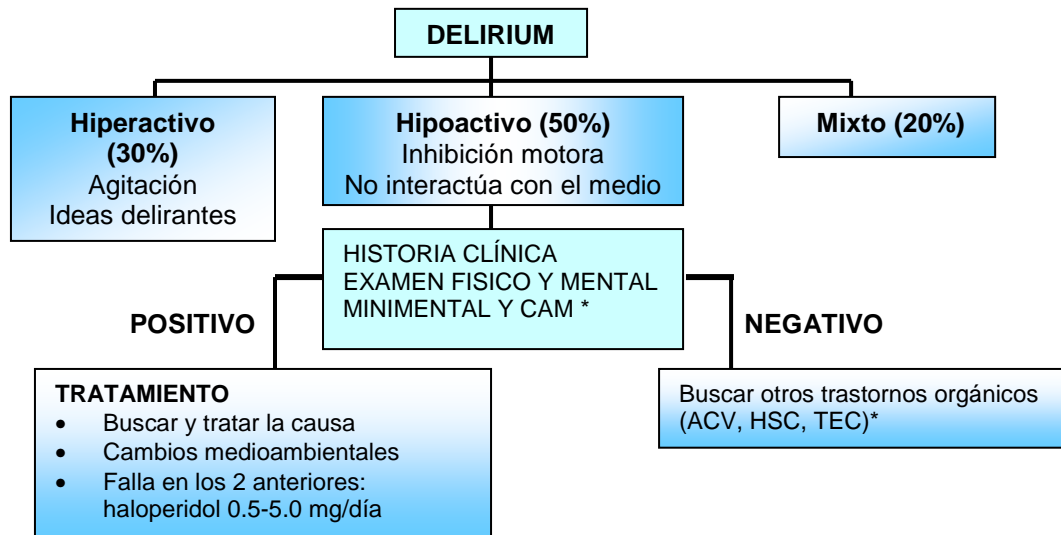 DELIRIUM
Hiperactivo
(30%)
Agitación
Ideas delirantes
Hipoactivo (50%)
Inhibición motora
No interactúa con el medio
Mixto (20%)
HISTORIA CLÍNICA
EXAMEN FISICO Y MENTAL
MINIMENTAL Y CAM *
POSITIVO
NEGATIVO
TRATAMIENTO
• Buscar y tratar la causa
• Cambios medioambientales
• Falla en los 2 anteriores:
haloperidol 0.5-5.0 mg/día
Buscar otros trastornos orgánicos
(ACV, HSC, TEC)*